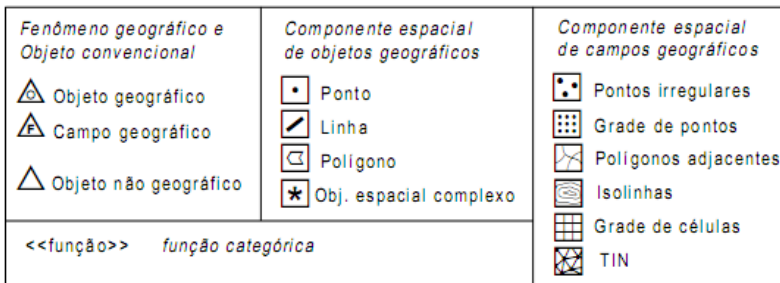 Fenômeno geográfico e
Objeto convencional
Objeto geográfico
F Campo geográfico
Objeto não geográfico
Componente espacial
de objetos geográficos
Ponto
Linha
Polígono
Obj. espacial complexo
<<função>> função categórica
Componente espacial
de campos geográficos
Pontos irregulares
Grade de pontos
Polígonos adjacentes
Isolinhas
Grade de células
TIN